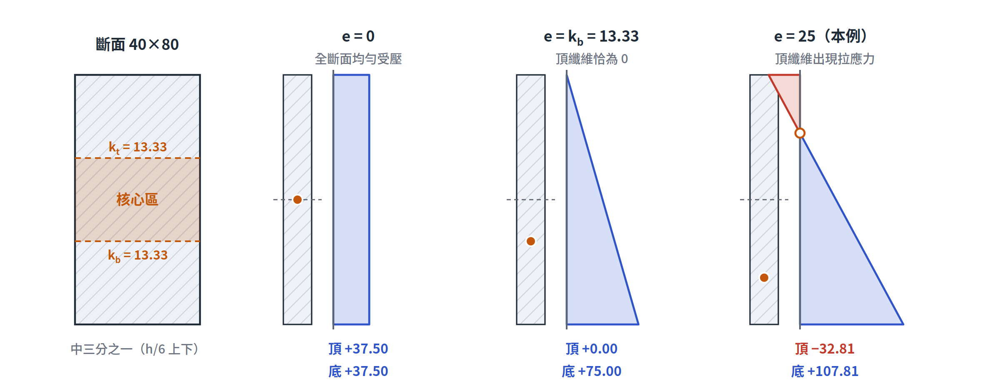 斷面 40×80
k_t = 13.33
核心區
k_b = 13.33
中三分之一（h/6 上下）
e = 0
全斷面均勻受壓
頂 +37.50
底 +37.50
e = k_b = 13.33
頂纖維恰為 0
頂 +0.00
底 +75.00
e = 25（本例）
頂纖維出現拉應力
頂 −32.81
底 +107.81